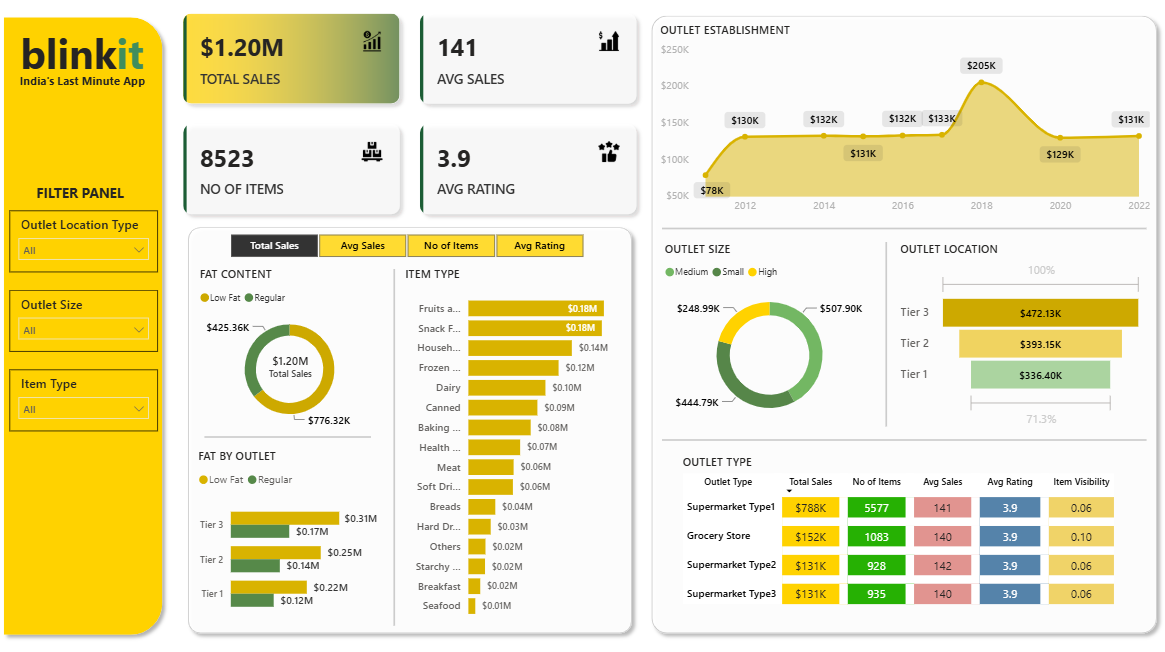 blinkit
India's Last Minute App
FILTER PANEL
Outlet Location Type
All
Outlet Size
All
Item Type
All
$1.20M
TOTAL SALES
141
AVG SALES
8523
NO OF ITEMS
3.9
AVG RATING
Total Sales Avg Sales No of Items Avg Rating
FAT CONTENT
Low Fat Regular
$425.36K
$1.20M
Total Sales
$776.32K
FAT BY OUTLET
Low Fat Regular
Tier 3 $0.31M
$0.17M
Tier 2 $0.25M
$0.14M
Tier 1 $0.22M
$0.12M
ITEM TYPE
Fruits a... $0.18M
Snack F... $0.18M
Househ... $0.14M
Frozen ... $0.12M
Dairy $0.10M
Canned $0.09M
Baking ... $0.08M
Health ... $0.07M
Meat $0.06M
Soft Dri... $0.06M
Breads $0.04M
Hard Dr... $0.03M
Others $0.02M
Starchy ... $0.02M
Breakfast $0.02M
Seafood $0.01M
OUTLET ESTABLISHMENT
$250K
$200K
$150K
$100K
$50K
$78K
$130K
$132K
$131K
$132K
$133K
$205K
$129K
$131K
2012 2014 2016 2018 2020 2022
OUTLET SIZE
Medium Small High
$248.99K
$507.90K
$444.79K
OUTLET LOCATION
100%
Tier 3 $472.13K
Tier 2 $393.15K
Tier 1 $336.40K
71.3%
OUTLET TYPE
Outlet Type Total Sales No of Items Avg Sales Avg Rating Item Visibility
Supermarket Type1 $788K 5577 141 3.9 0.06
Grocery Store $152K 1083 140 3.9 0.10
Supermarket Type2 $131K 928 142 3.9 0.06
Supermarket Type3 $131K 935 140 3.9 0.06